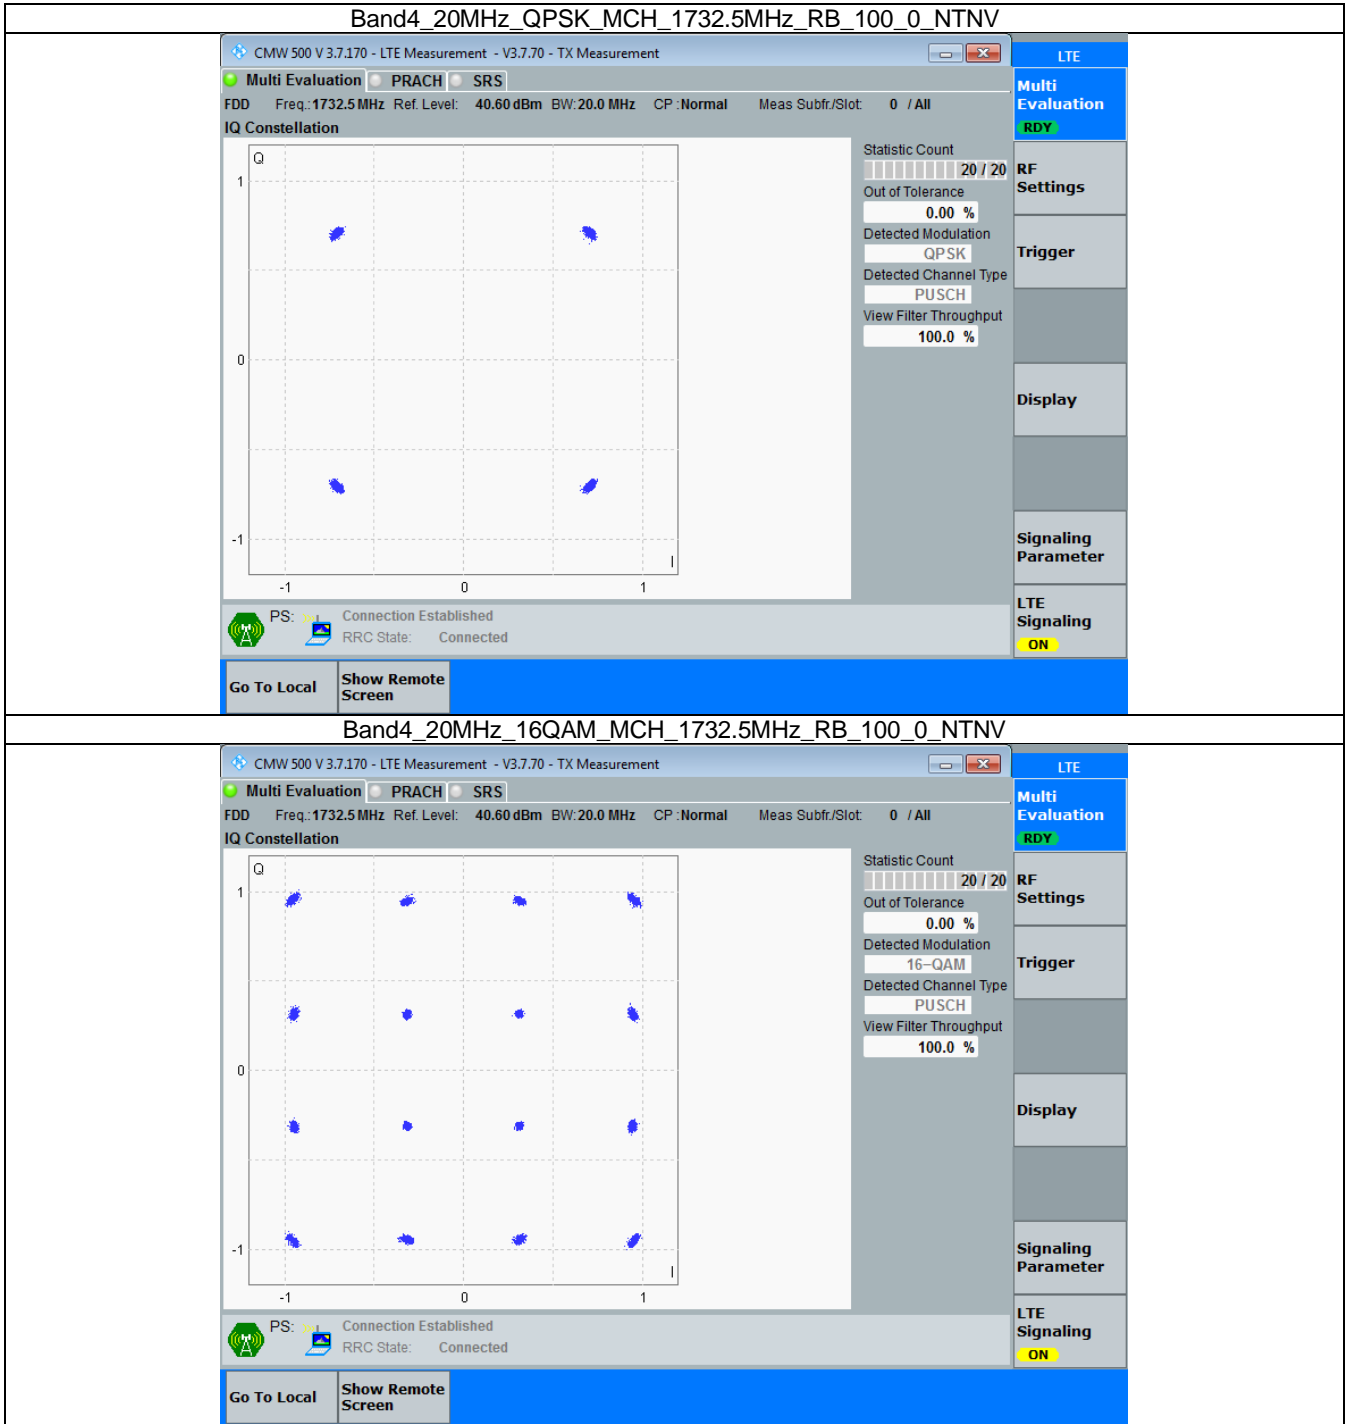 Band4_20MHz_QPSK_MCH_1732.5MHz_RB_100_0_NTNV
CMW 500 V 3.7.170 - LTE Measurement - V3.7.70 - TX Measurement
LTE
Multi Evaluation PRACH SRS
Multi
Evaluation
RDY
FDD Freq.: 1732.5 MHz Ref. Level: 40.60 dBm BW: 20.0 MHz CP : Normal Meas Subfr./Slot: 0 / All
IQ Constellation
Q
1
0
-1
I
-1 0 1
Statistic Count
20 / 20
Out of Tolerance
0.00 %
Detected Modulation
QPSK
Detected Channel Type
PUSCH
View Filter Throughput
100.0 %
RF
Settings
Trigger
Display
Signaling
Parameter
LTE
Signaling
ON
PS: Connection Established
RRC State: Connected
Go To Local
Show Remote
Screen
Band4_20MHz_16QAM_MCH_1732.5MHz_RB_100_0_NTNV
CMW 500 V 3.7.170 - LTE Measurement - V3.7.70 - TX Measurement
LTE
Multi Evaluation PRACH SRS
Multi
Evaluation
RDY
FDD Freq.: 1732.5 MHz Ref. Level: 40.60 dBm BW: 20.0 MHz CP : Normal Meas Subfr./Slot: 0 / All
IQ Constellation
Q
1
0
-1
I
-1 0 1
Statistic Count
20 / 20
Out of Tolerance
0.00 %
Detected Modulation
16-QAM
Detected Channel Type
PUSCH
View Filter Throughput
100.0 %
RF
Settings
Trigger
Display
Signaling
Parameter
LTE
Signaling
ON
PS: Connection Established
RRC State: Connected
Go To Local
Show Remote
Screen